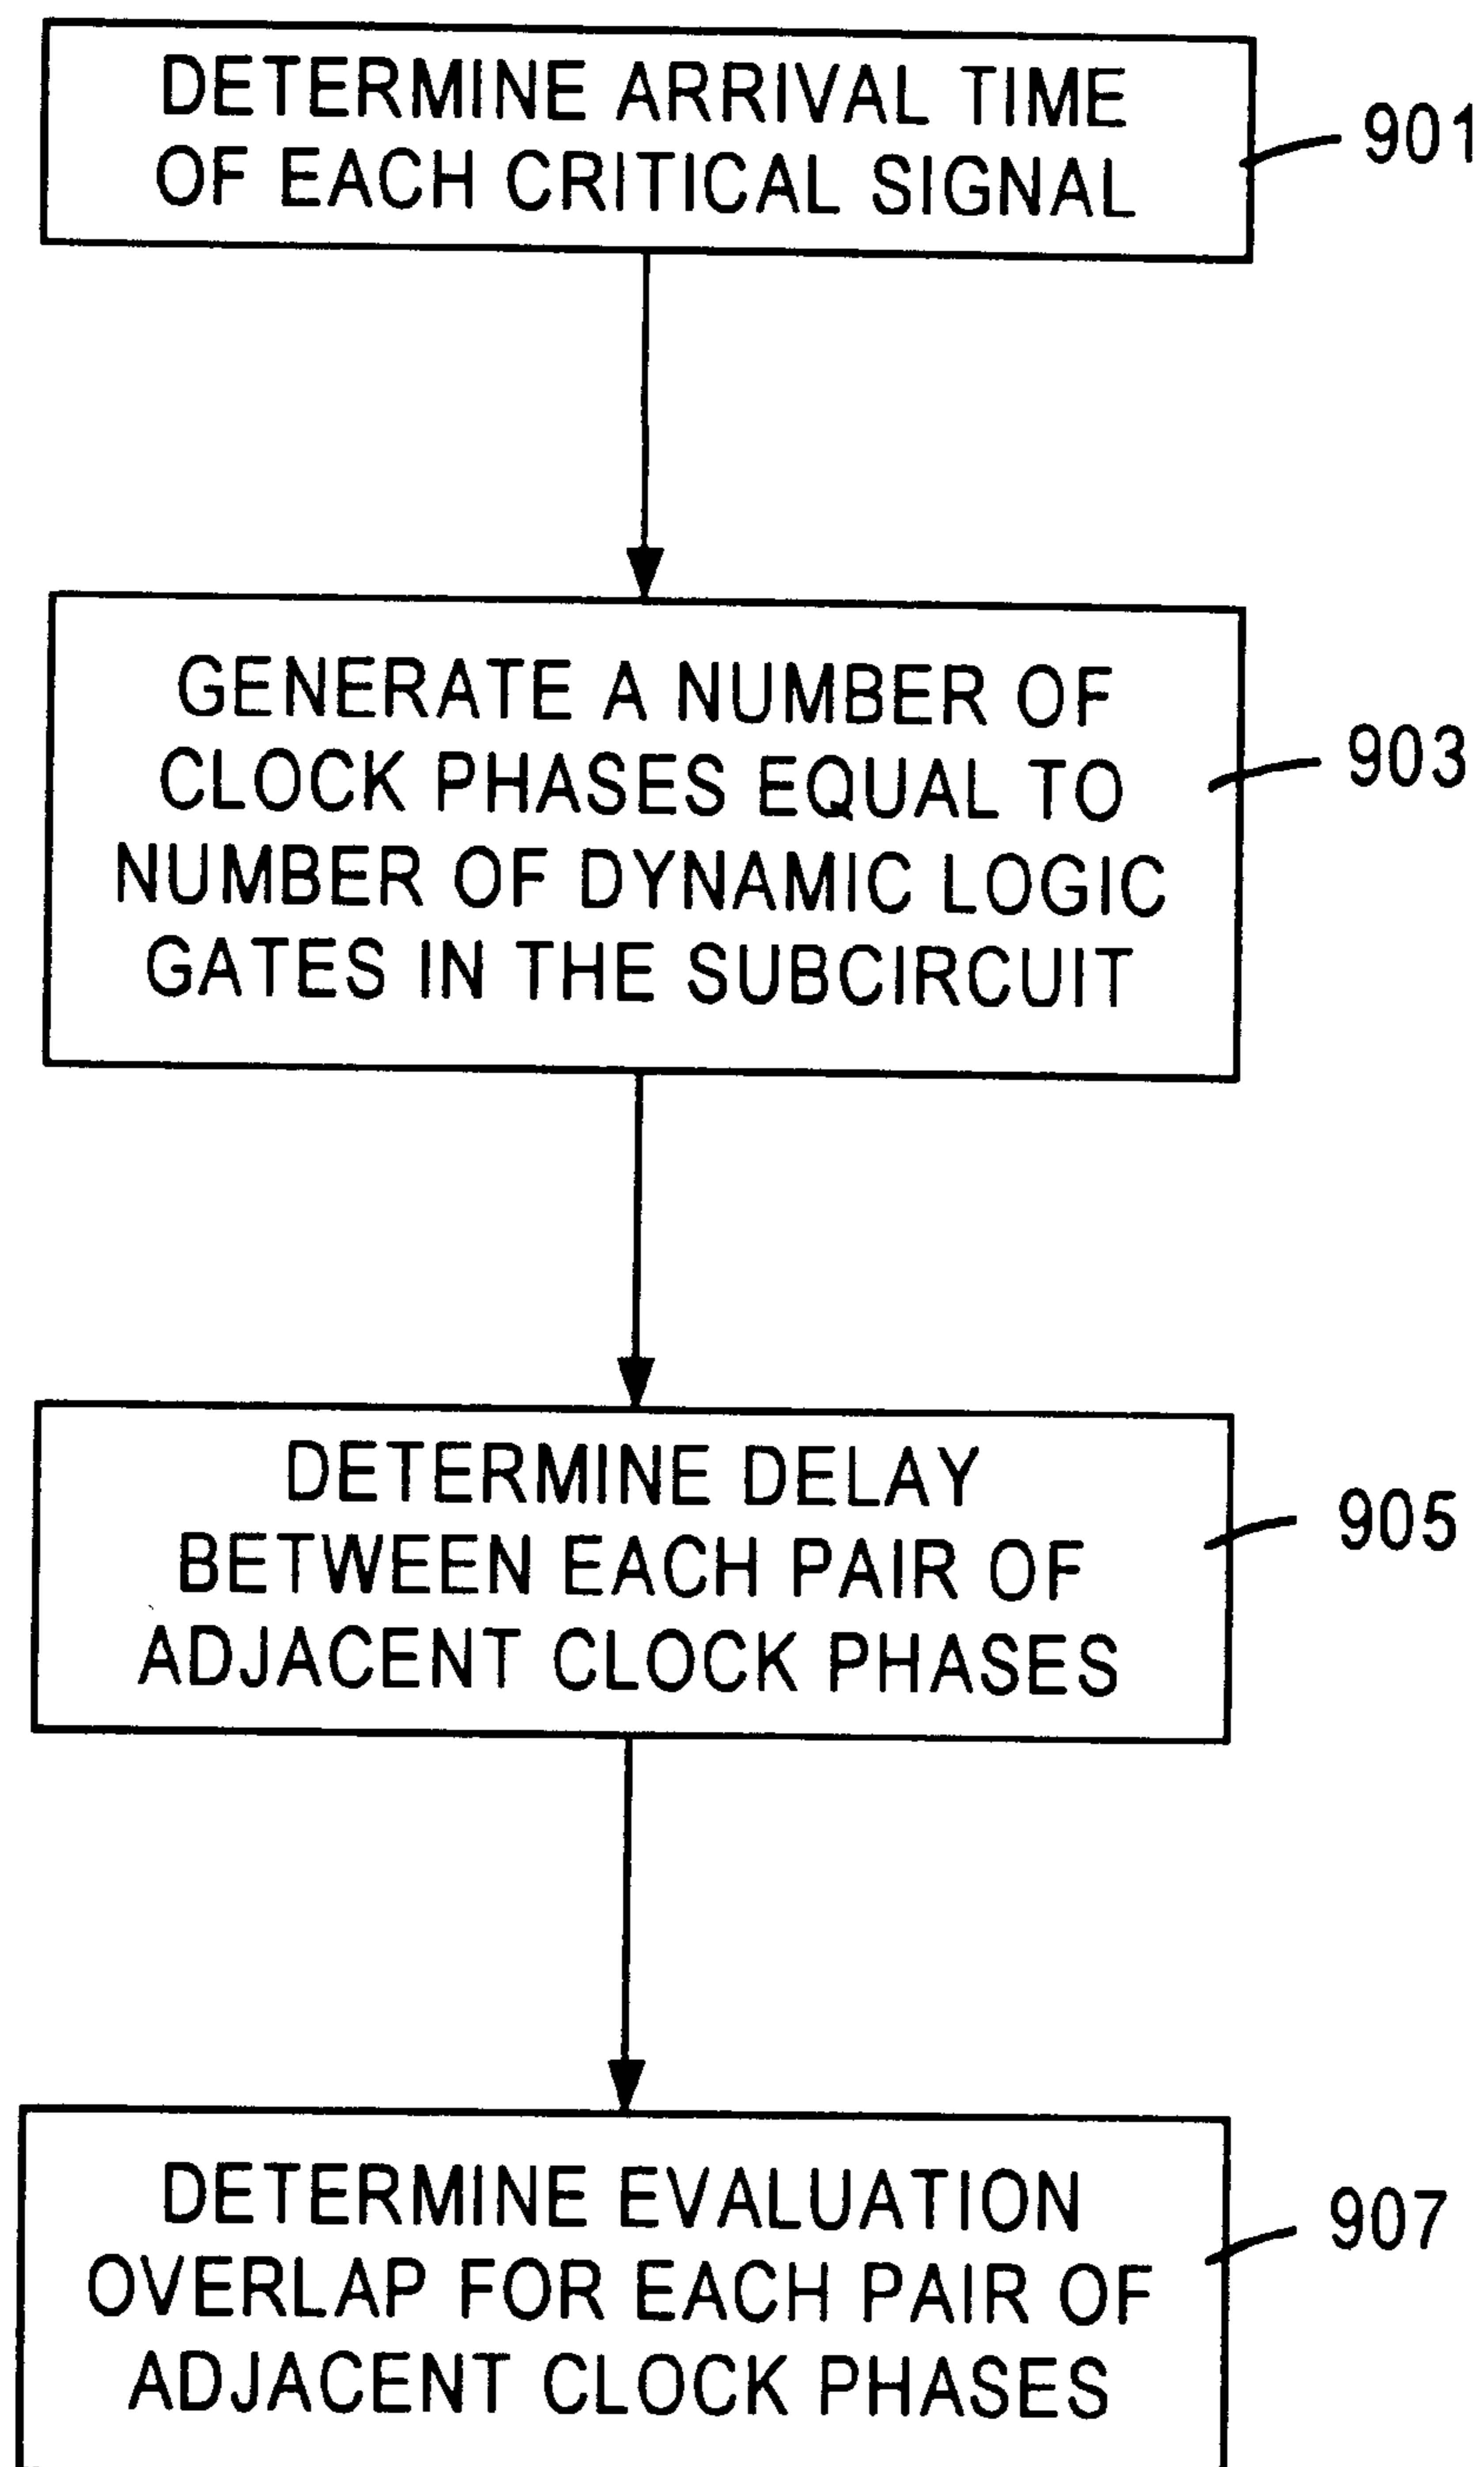 DETERMINE ARRIVAL TIME
OF EACH CRITICAL SIGNAL
901
GENERATE A NUMBER OF
CLOCK PHASES EQUAL TO
NUMBER OF DYNAMIC LOGIC
GATES IN THE SUBCIRCUIT
903
DETERMINE DELAY
BETWEEN EACH PAIR OF
ADJACENT CLOCK PHASES
905
DETERMINE EVALUATION
OVERLAP FOR EACH PAIR OF
ADJACENT CLOCK PHASES
907